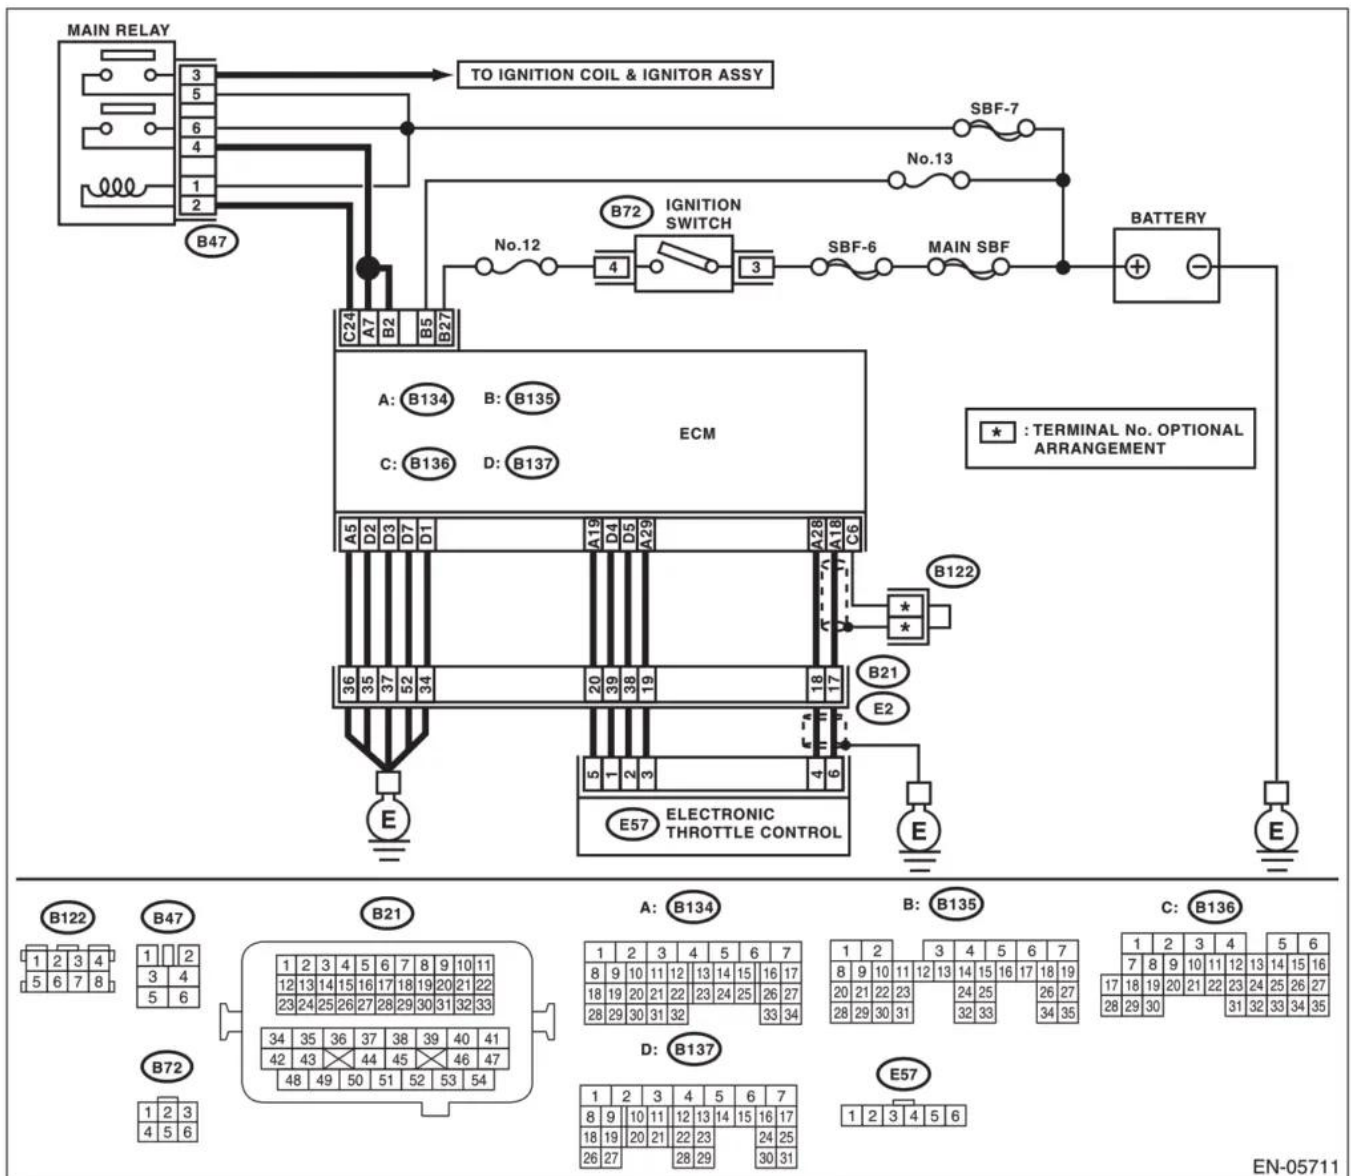 MAIN RELAY
3
5
6
4
1
2
B47
TO IGNITION COIL & IGNITOR ASSY
SBF-7
No.13
B72
IGNITION
SWITCH
No.12
4
3
SBF-6
MAIN SBF
BATTERY
+
−
C24 A7 B2 B5 B27
A: B134 B: B135
C: B136 D: B137
ECM
* : TERMINAL No. OPTIONAL
ARRANGEMENT
A5 D2 D3 D7 D1 A19 D4 D5 A29 A28 A18 C6
B122
*
*
36 35 37 52 34 20 39 38 19 18 17
B21
E2
5 1 2 3 4 6
E57
ELECTRONIC
THROTTLE CONTROL
E
E
E
B122
1 2 3 4
5 6 7 8
B47
1 2
3 4
5 6
B72
1 2 3
4 5 6
B21
1 2 3 4 5 6 7 8 9 10 11
12 13 14 15 16 17 18 19 20 21 22
23 24 25 26 27 28 29 30 31 32 33
34 35 36 37 38 39 40 41
42 43 44 45 46 47
48 49 50 51 52 53 54
A: B134
1 2 3 4 5 6 7
8 9 10 11 12 13 14 15 16 17
18 19 20 21 22 23 24 25 26 27
28 29 30 31 32 33 34
D: B137
1 2 3 4 5 6 7
8 9 10 11 12 13 14 15 16 17
18 19 20 21 22 23 24 25
26 27 28 29 30 31
B: B135
1 2 3 4 5 6 7
8 9 10 11 12 13 14 15 16 17 18 19
20 21 22 23 24 25 26 27
28 29 30 31 32 33 34 35
E57
1 2 3 4 5 6
C: B136
1 2 3 4 5 6
7 8 9 10 11 12 13 14 15 16
17 18 19 20 21 22 23 24 25 26 27
28 29 30 31 32 33 34 35
EN-05711